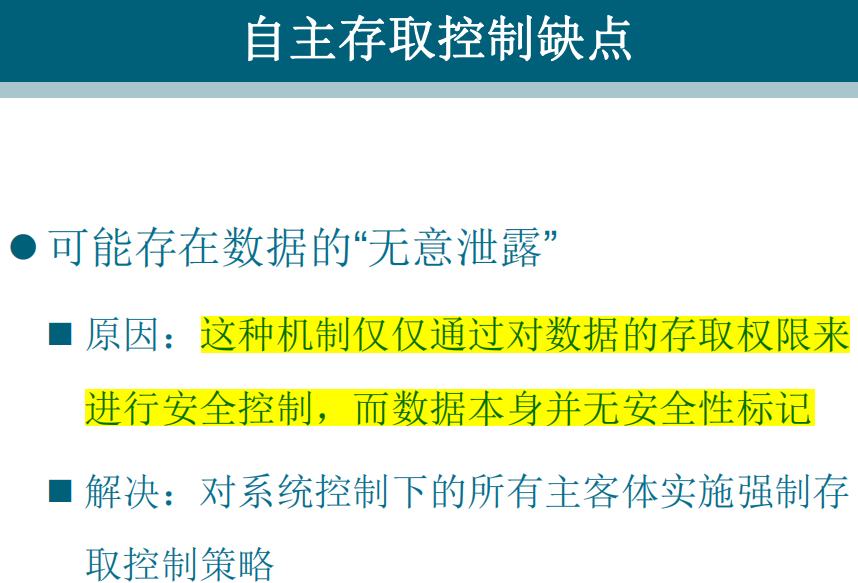 自主存取控制缺点
●可能存在数据的“无意泄露”
■ 原因：这种机制仅仅通过对数据的存取权限来
进行安全控制，而数据本身并无安全性标记
■ 解决：对系统控制下的所有主客体实施强制存
取控制策略